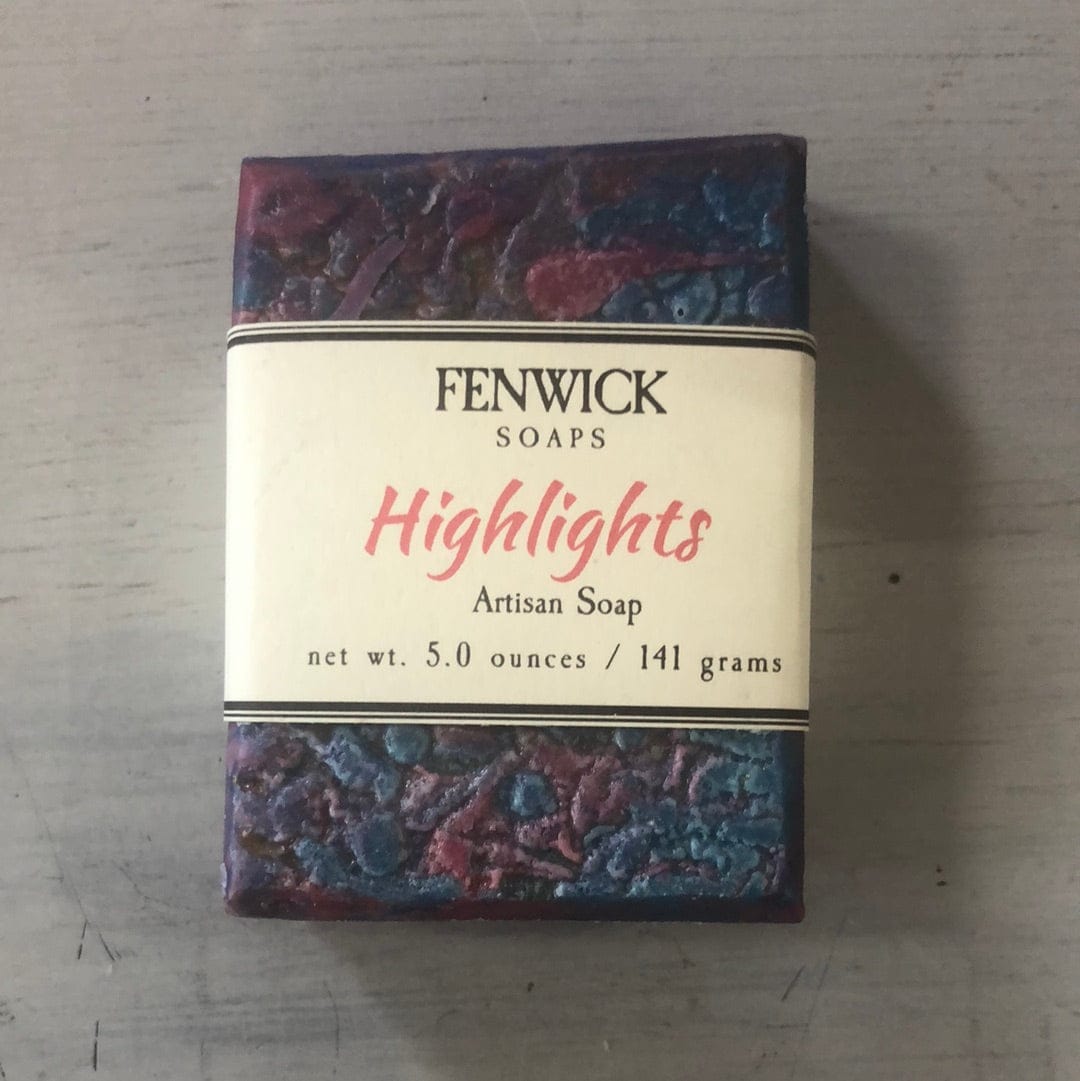 FENWICK
SOAPS
Highlights
Artisan Soap
net wt. 5.0 ounces / 141 grams